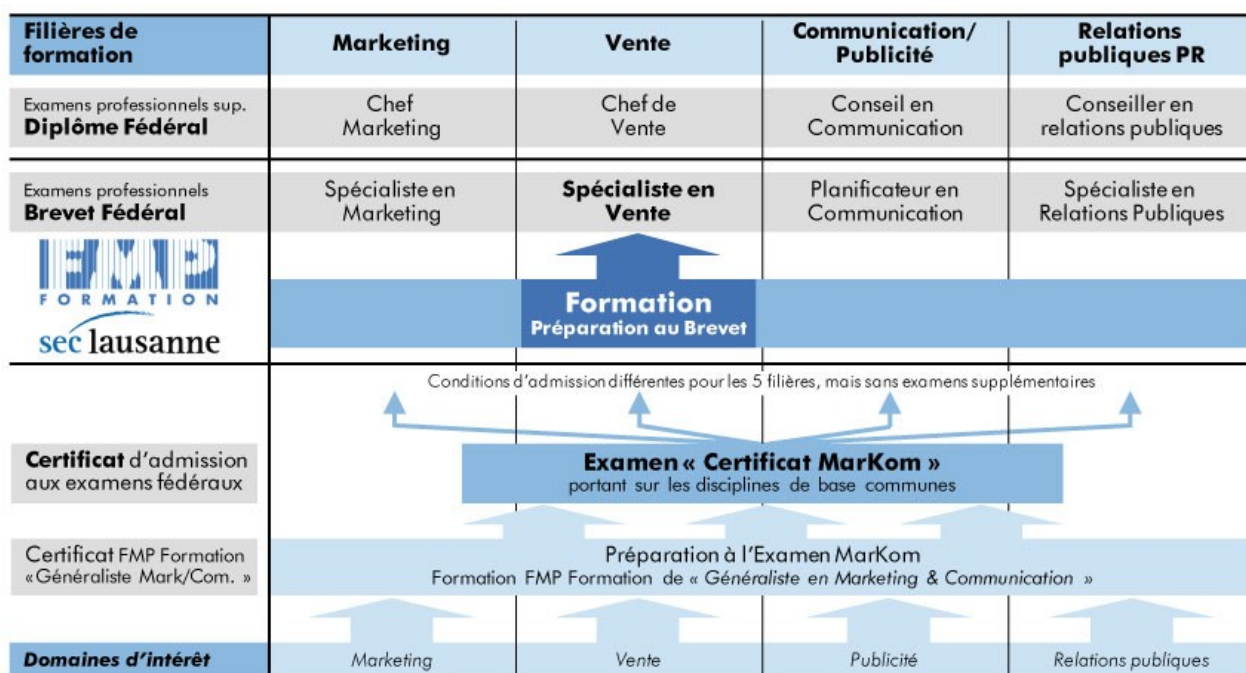 Filières de
formation
Marketing
Vente
Communication/
Publicité
Relations
publiques PR
Examens professionnels sup.
Diplôme Fédéral
Chef
Marketing
Chef de
Vente
Conseil en
Communication
Conseiller en
relations publiques
Examens professionnels
Brevet Fédéral
Spécialiste en
Marketing
Spécialiste en
Vente
Planificateur en
Communication
Spécialiste en
Relations Publiques
FMP
FORMATION
sec lausanne
Formation
Préparation au Brevet
Conditions d'admission différentes pour les 5 filières, mais sans examens supplémentaires
Certificat d'admission
aux examens fédéraux
Examen « Certificat MarKom »
portant sur les disciplines de base communes
Certificat FMP Formation
«Généraliste Mark/Com. »
Préparation à l'Examen MarKom
Formation FMP Formation de « Généraliste en Marketing & Communication »
Domaines d'intérêt
Marketing
Vente
Publicité
Relations publiques